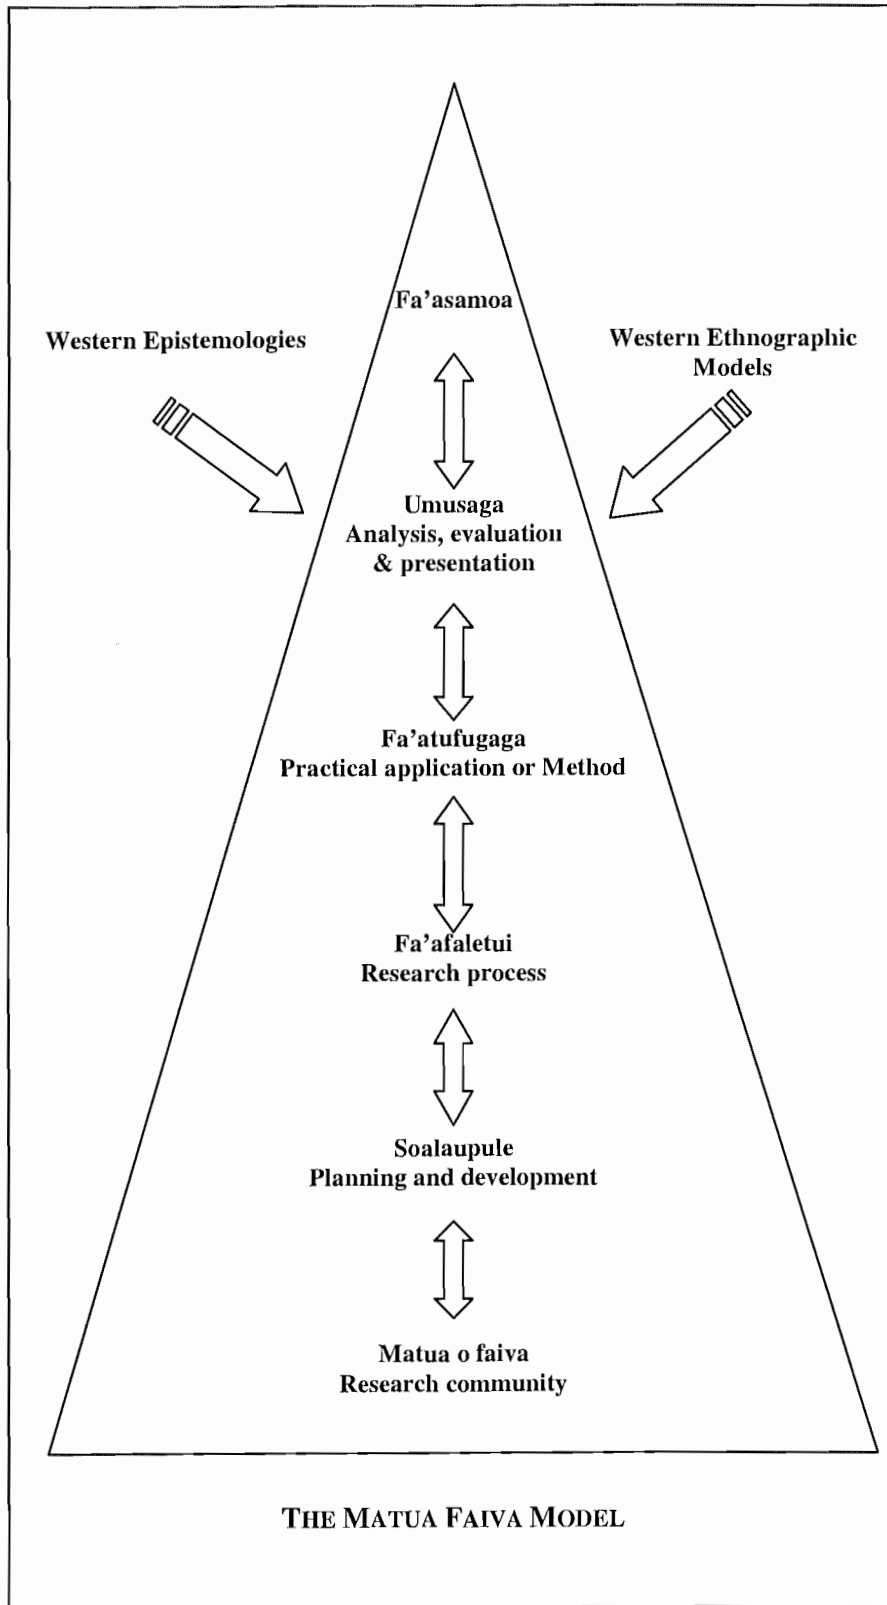 Fa'asamoa
Western Epistemologies
Western Ethnographic
Models
Umusaga
Analysis, evaluation
& presentation
Fa'atufugaga
Practical application or Method
Fa'afaletui
Research process
Soalaupule
Planning and development
Matua o faiva
Research community
THE MATUA FAIVA MODEL